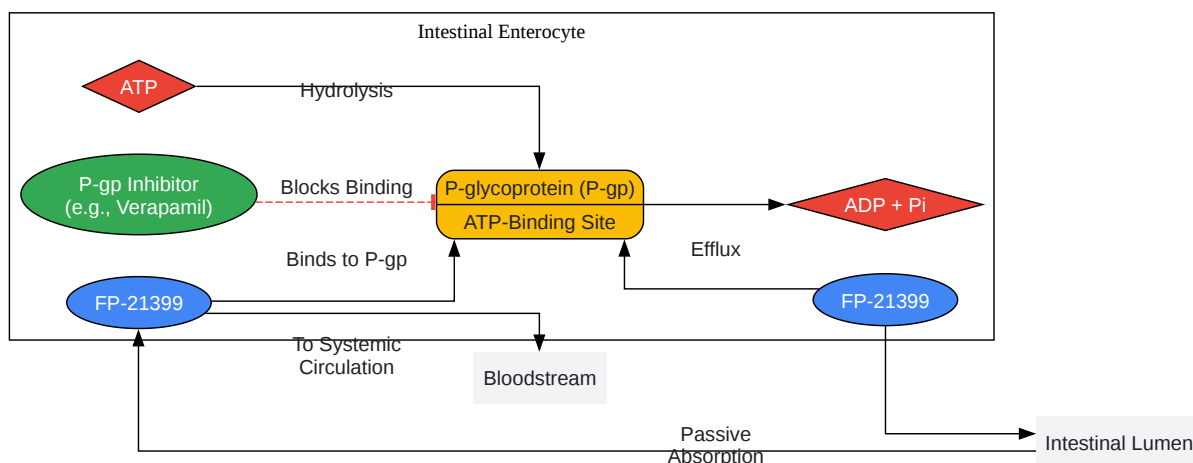 Intestinal Enterocyte
ATP
Hydrolysis
P-gp Inhibitor
(e.g., Verapamil)
Blocks Binding
P-glycoprotein (P-gp)
ATP-Binding Site
ADP + Pi
Binds to P-gp
Efflux
FP-21399
FP-21399
To Systemic
Circulation
Bloodstream
Passive
Absorption
Intestinal Lumen